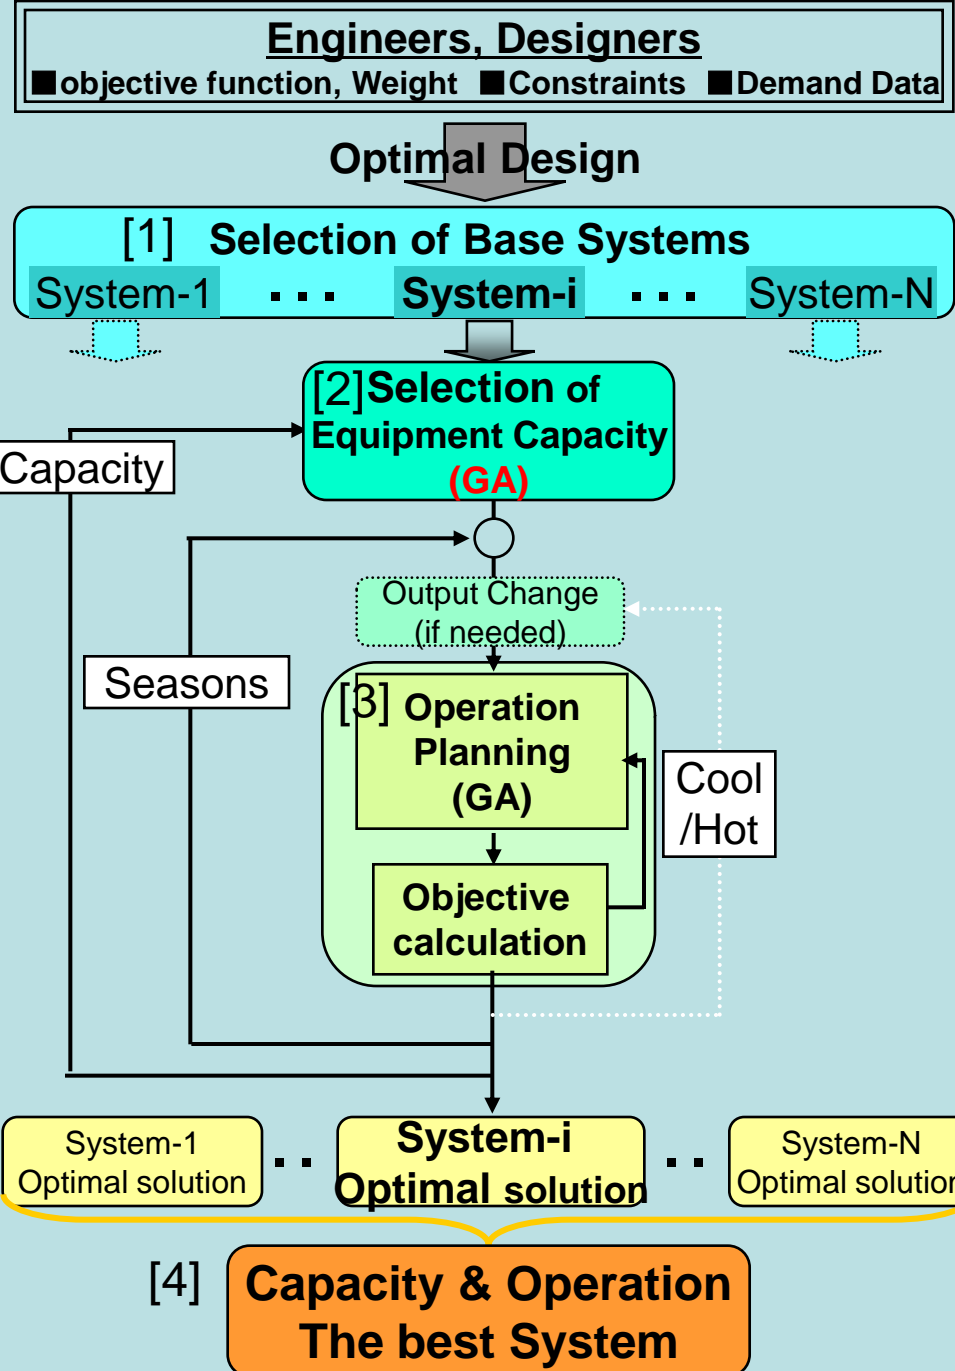 Engineers, Designers
■objective function, Weight ■Constraints ■Demand Data
Optimal Design
[1] Selection of Base Systems
System-1 ··· System-i ··· System-N
[2]Selection of
Equipment Capacity
(GA)
Capacity
Output Change
(if needed)
Seasons
[3] Operation
Planning
(GA)
Cool
/Hot
Objective
calculation
System-1
Optimal solution
··
System-i
Optimal solution
··
System-N
Optimal solution
[4] Capacity & Operation
The best System